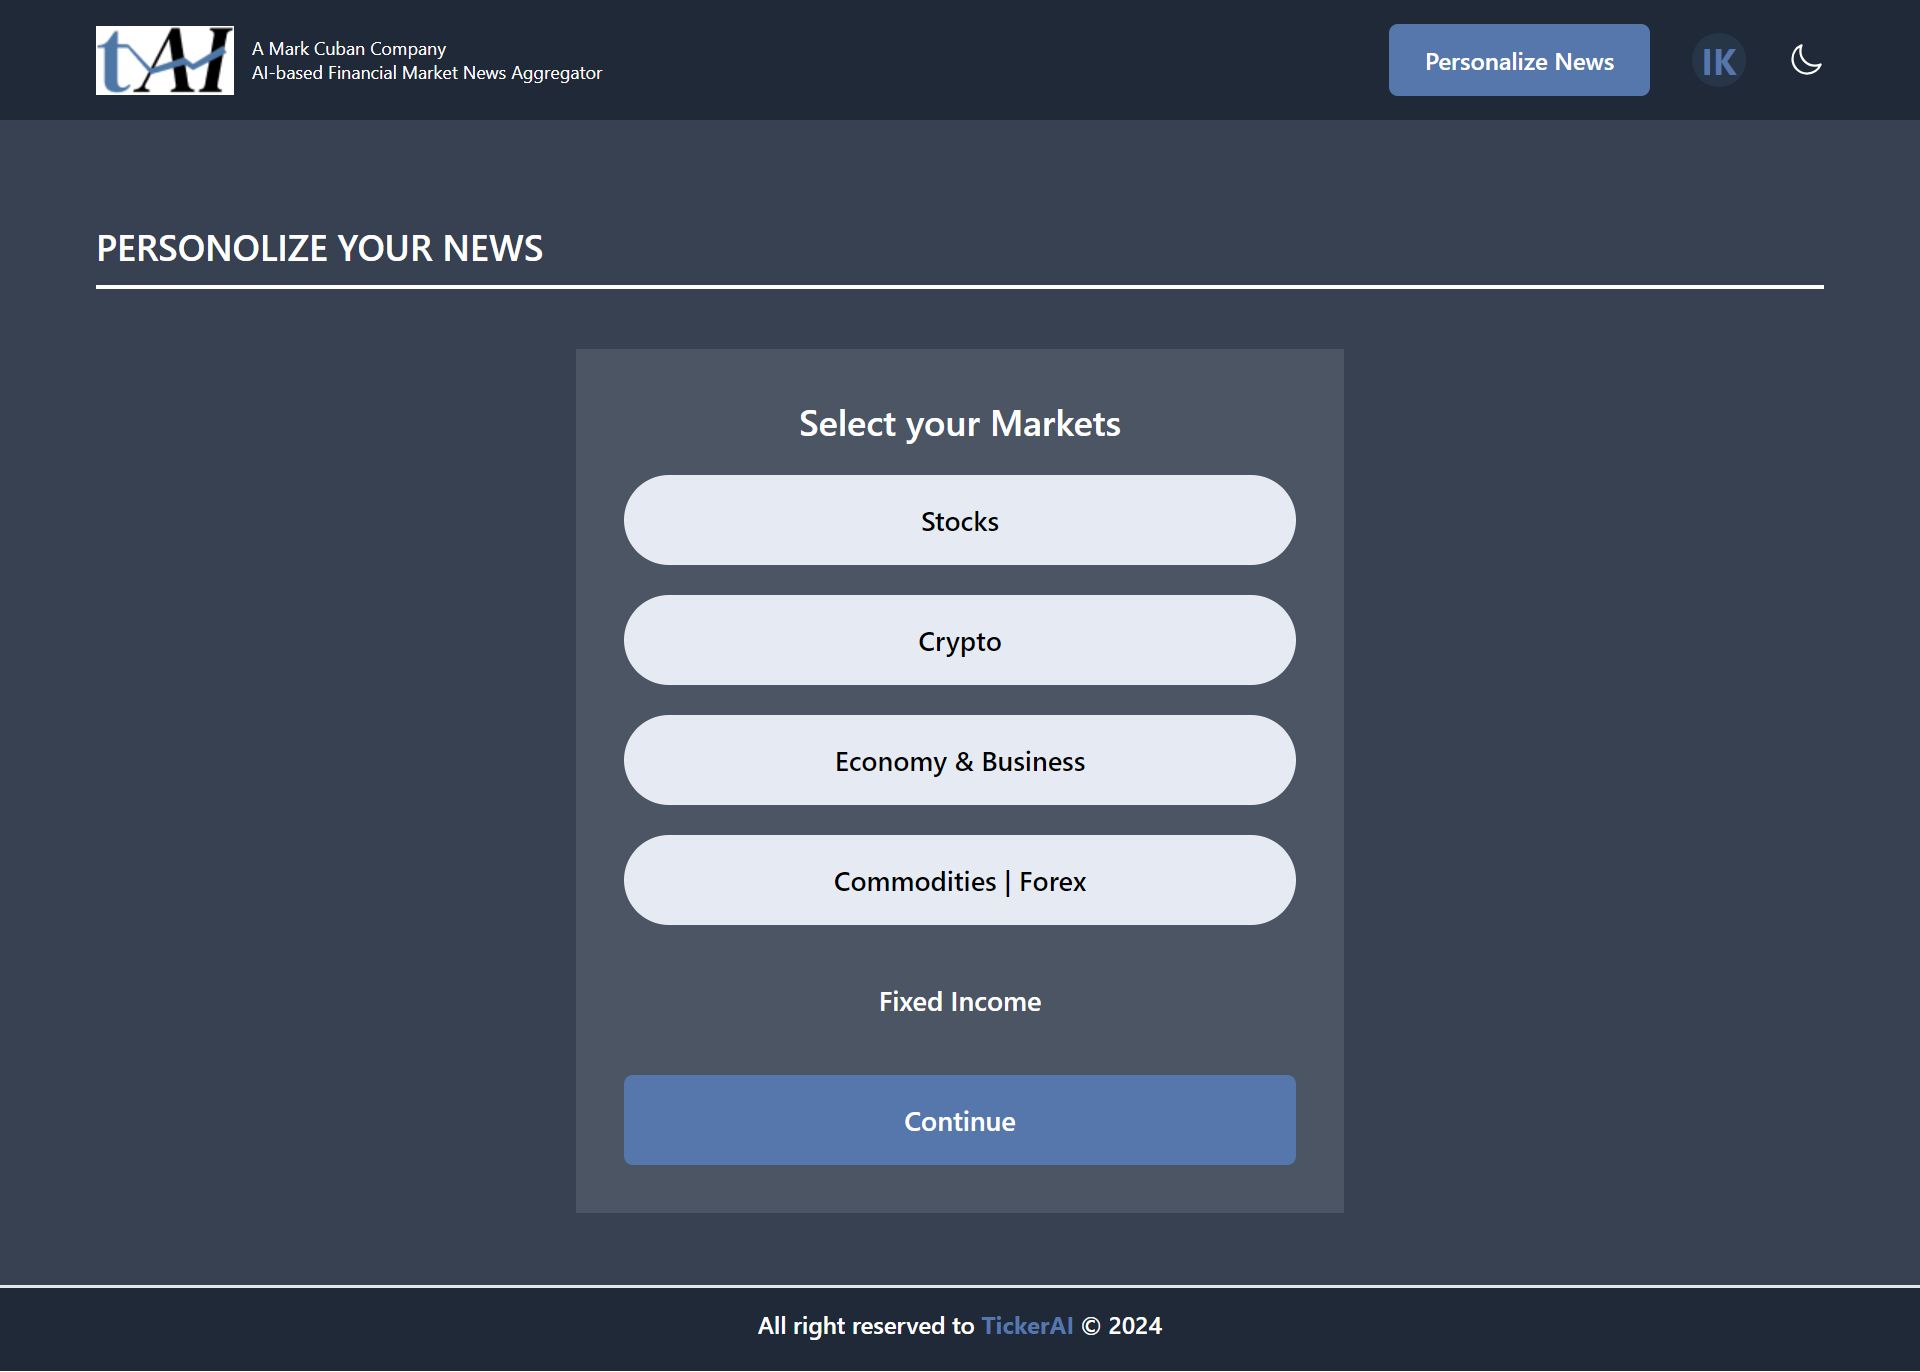 tAI
A Mark Cuban Company
AI-based Financial Market News Aggregator
Personalize News
IK
PERSONOLIZE YOUR NEWS
Select your Markets
Stocks
Crypto
Economy & Business
Commodities | Forex
Fixed Income
Continue
All right reserved to TickerAI © 2024